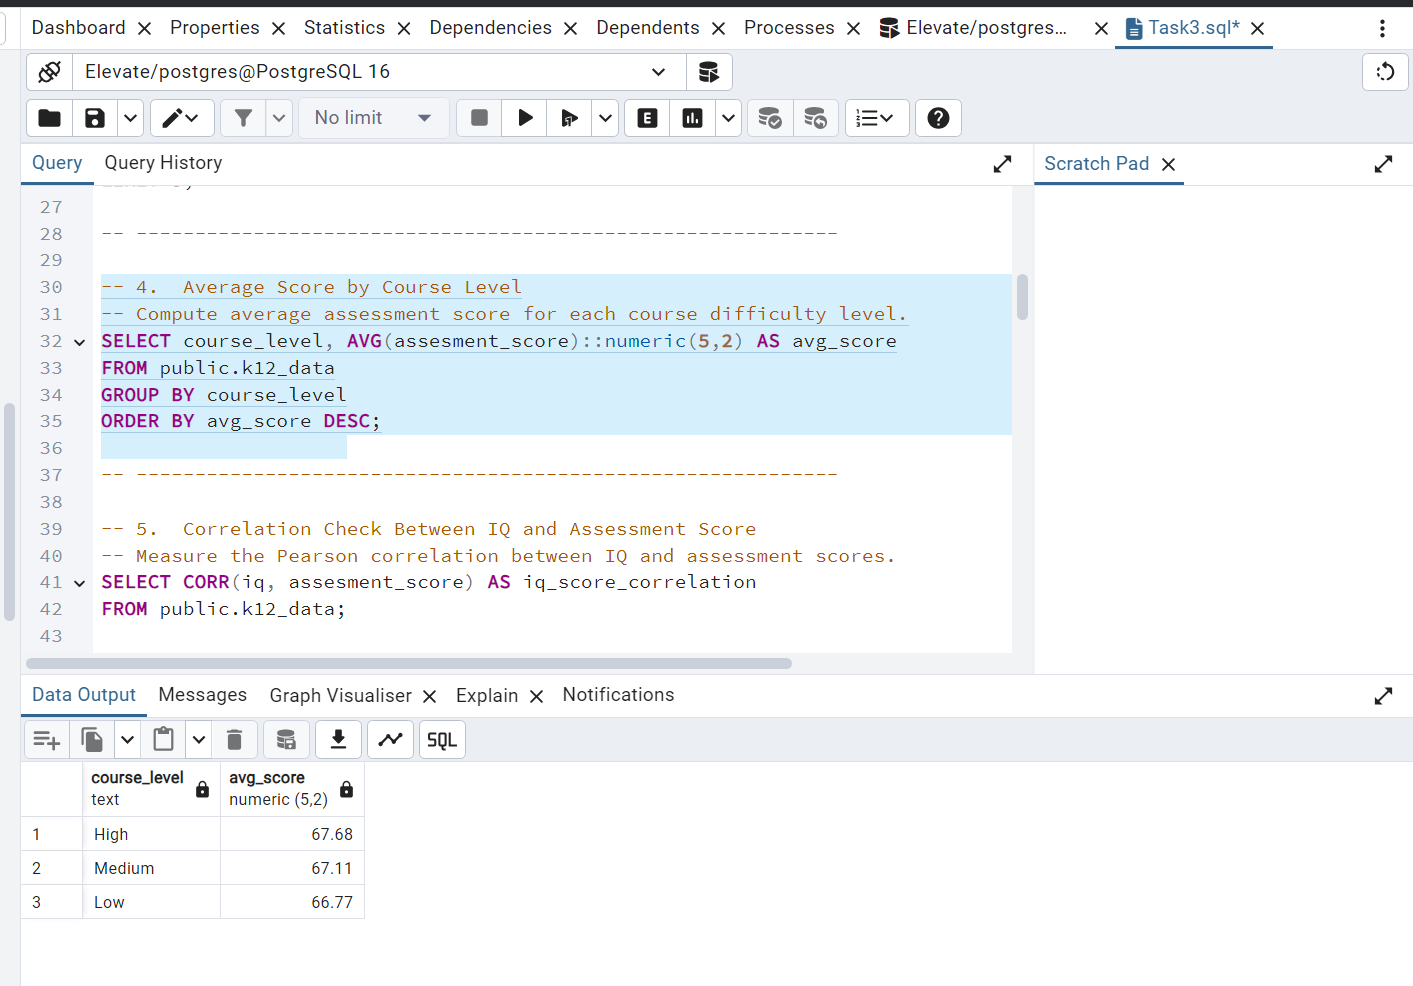 Dashboard Properties Statistics Dependencies Dependents Processes Elevate/postgres... Task3.sql*
Elevate/postgres@PostgreSQL 16
No limit E
Query Query History Scratch Pad
27
28 -- ------------------------------------------------------------
29
30 -- 4.  Average Score by Course Level
31 -- Compute average assessment score for each course difficulty level.
32 SELECT course_level, AVG(assesment_score)::numeric(5,2) AS avg_score
33 FROM public.k12_data
34 GROUP BY course_level
35 ORDER BY avg_score DESC;
36
37 -- ------------------------------------------------------------
38
39 -- 5.  Correlation Check Between IQ and Assessment Score
40 -- Measure the Pearson correlation between IQ and assessment scores.
41 SELECT CORR(iq, assesment_score) AS iq_score_correlation
42 FROM public.k12_data;
43
Data Output Messages Graph Visualiser Explain Notifications
SQL
course_level avg_score
text numeric (5,2)
1 High 67.68
2 Medium 67.11
3 Low 66.77